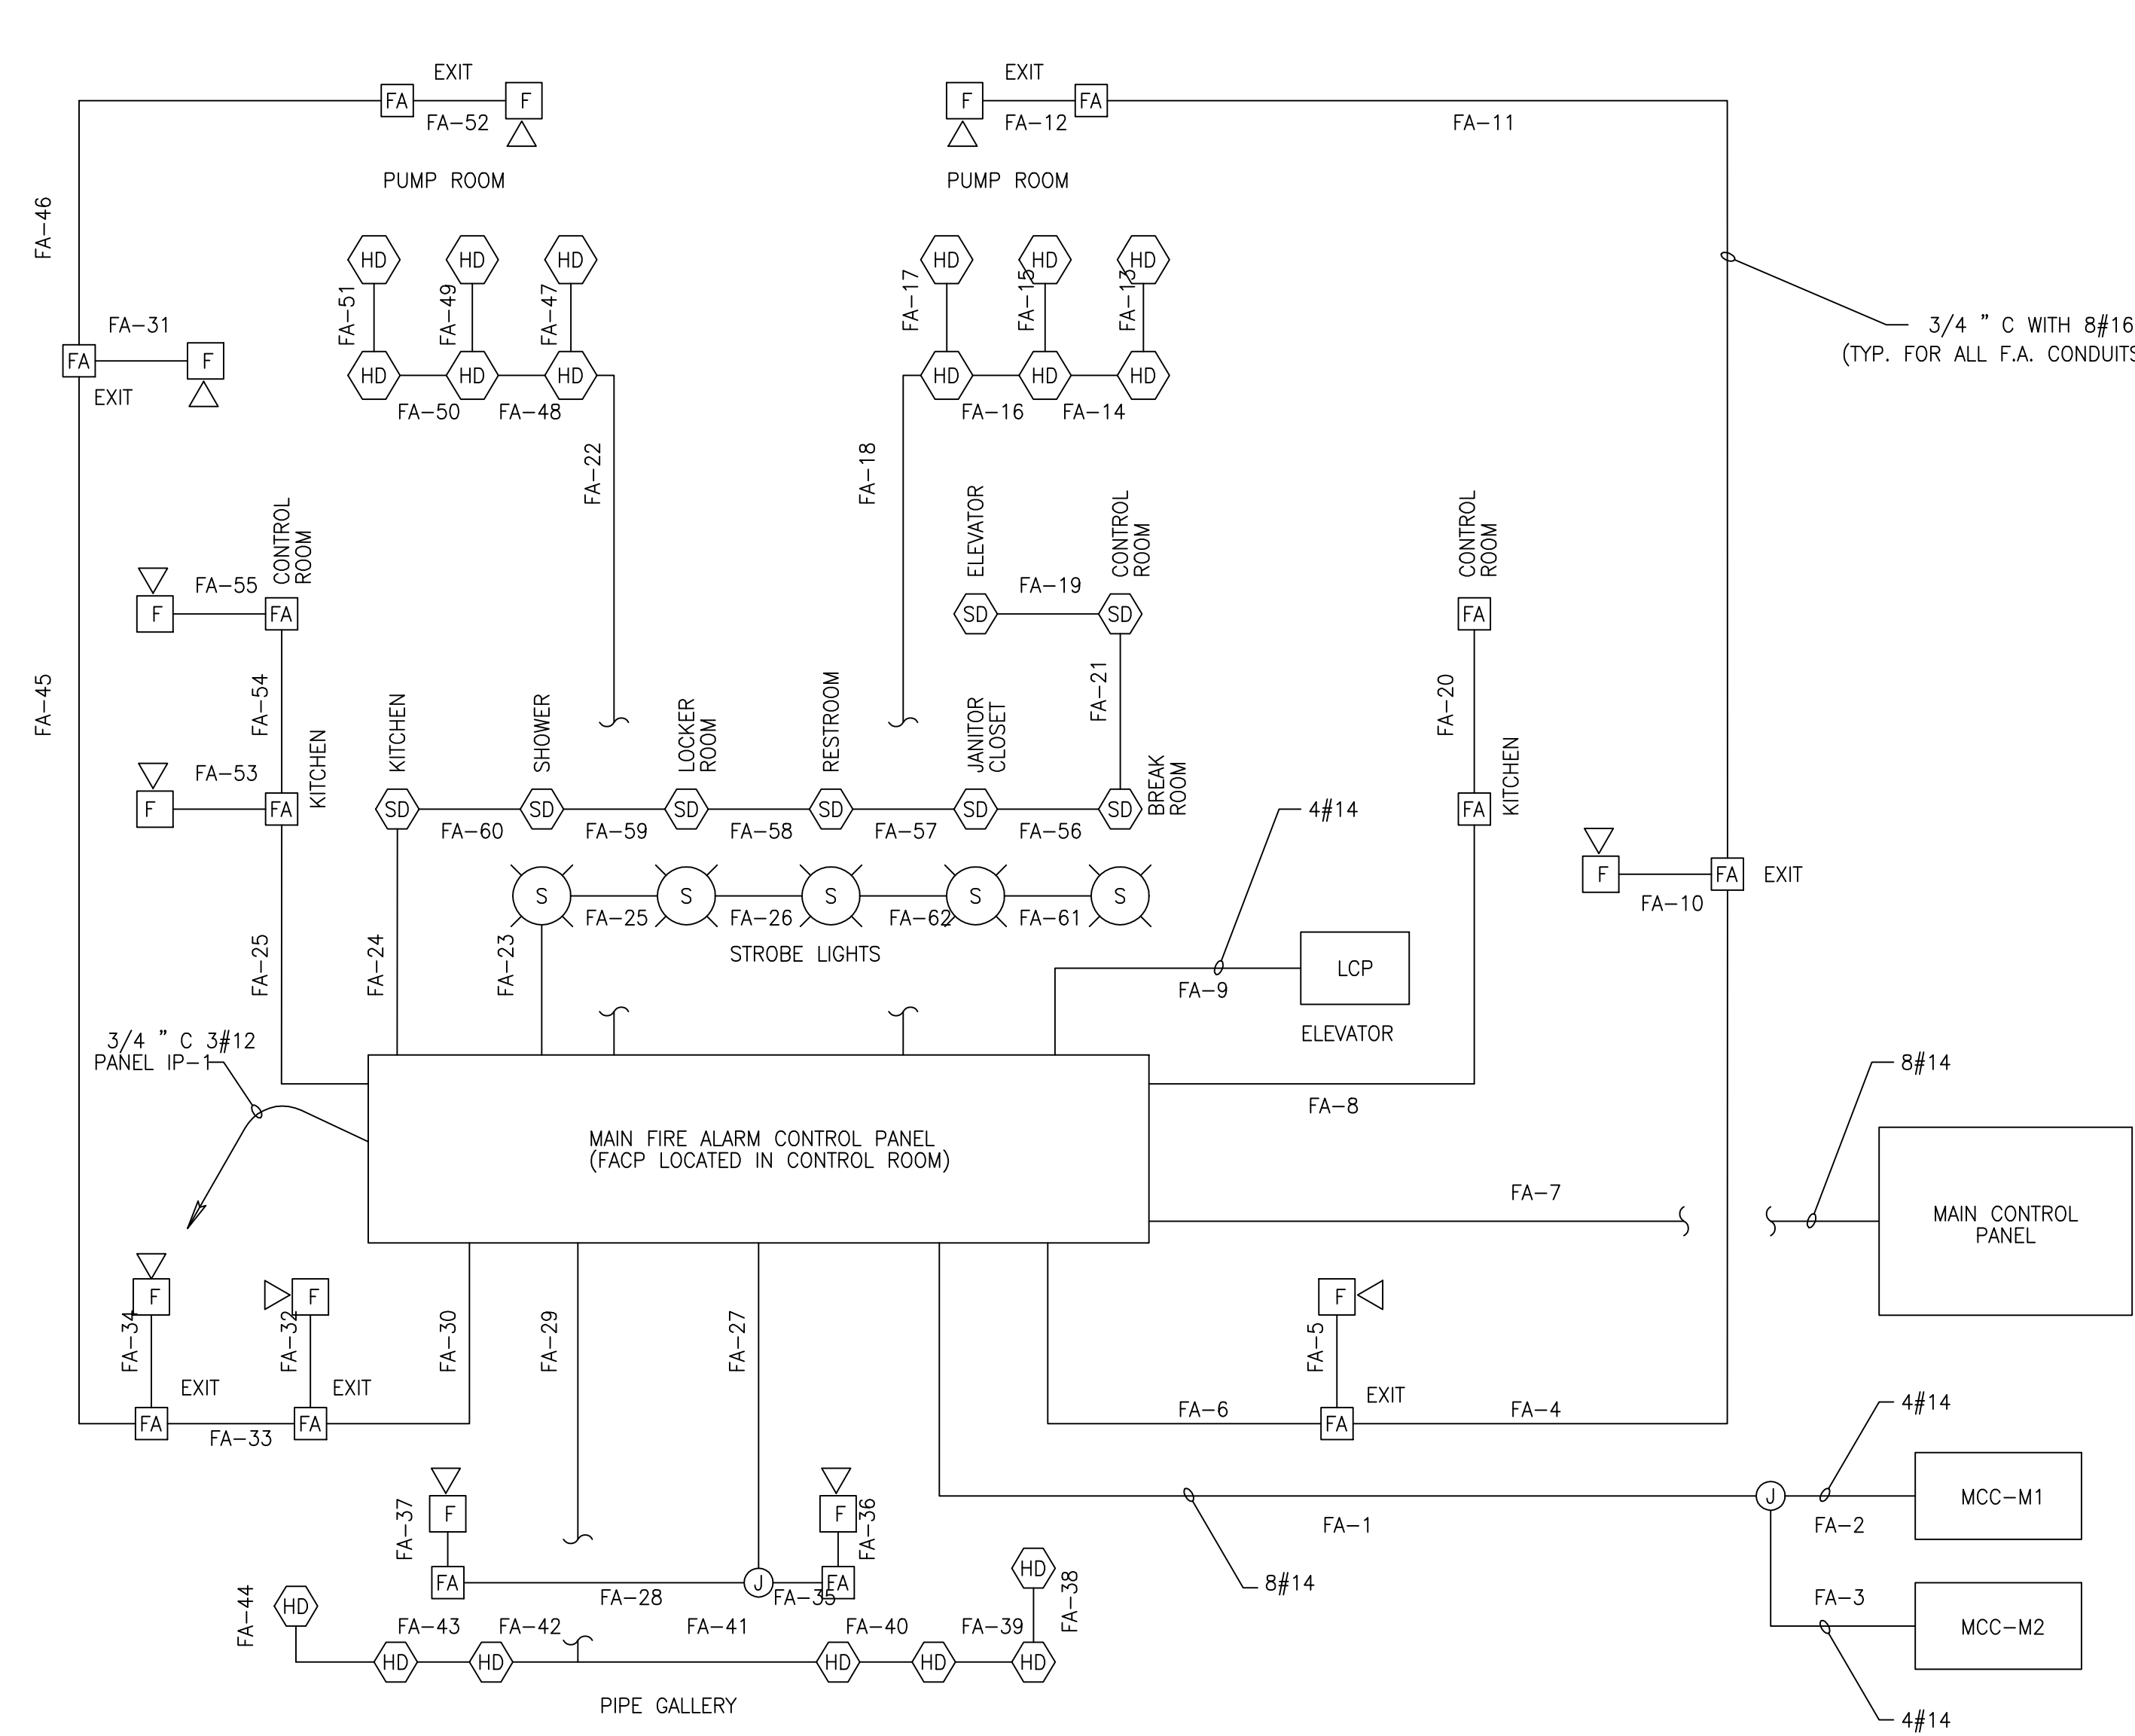 EXIT
EXIT
FA
F
F
FA
FA-52
FA-12
FA-11
PUMP ROOM
PUMP ROOM
FA-46
HD
HD
HD
HD
HD
HD
FA-51
FA-49
FA-47
FA-17
FA-15
FA-13
3/4 " C WITH 8#16
(TYP. FOR ALL F.A. CONDUITS
FA-31
FA
F
EXIT
HD
HD
HD
HD
HD
HD
FA-50
FA-48
FA-16
FA-14
FA-22
FA-18
CONTROL
ROOM
ELEVATOR
CONTROL
ROOM
CONTROL
ROOM
FA-55
FA-19
F
FA
SD
SD
FA
FA-45
FA-54
FA-21
FA-20
KITCHEN
KITCHEN
SHOWER
LOCKER
ROOM
RESTROOM
JANITOR
CLOSET
BREAK
ROOM
KITCHEN
FA-53
F
FA
SD
SD
SD
SD
SD
SD
FA
4#14
FA-60
FA-59
FA-58
FA-57
FA-56
F
FA
EXIT
FA-10
S
S
S
S
S
FA-25
FA-26
FA-62
FA-61
STROBE LIGHTS
FA-25
FA-24
FA-23
LCP
FA-9
ELEVATOR
3/4 " C 3#12
PANEL IP-1
8#14
FA-8
MAIN FIRE ALARM CONTROL PANEL
(FACP LOCATED IN CONTROL ROOM)
FA-7
MAIN CONTROL
PANEL
F
F
F
FA-34
FA-32
FA-30
FA-29
FA-27
FA-5
EXIT
EXIT
EXIT
FA
FA
FA
FA-33
FA-6
FA-4
4#14
F
F
FA-37
FA-36
J
MCC-M1
FA-1
FA-2
FA
J
FA
HD
FA-28
FA-35
FA-38
8#14
FA-3
FA-44
HD
FA-43
FA-42
FA-41
FA-40
FA-39
MCC-M2
HD
HD
HD
HD
HD
PIPE GALLERY
4#14